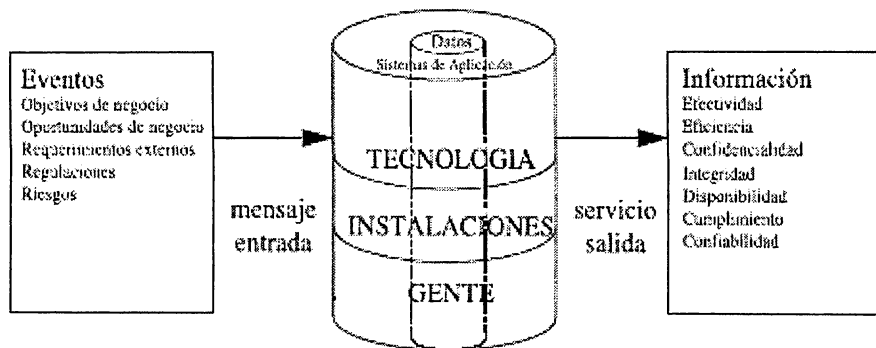 Eventos
Objetivos de negocio
Oportunidades de negocio
Requerimientos externos
Regulaciones
Riesgos
mensaje
entrada
Datos
Sistemas de Aplicación
TECNOLOGIA
INSTALACIONES
GENTE
servicio
salida
Información
Efectividad
Eficiencia
Confidencialidad
Integridad
Disponibilidad
Cumplimiento
Confiabilidad